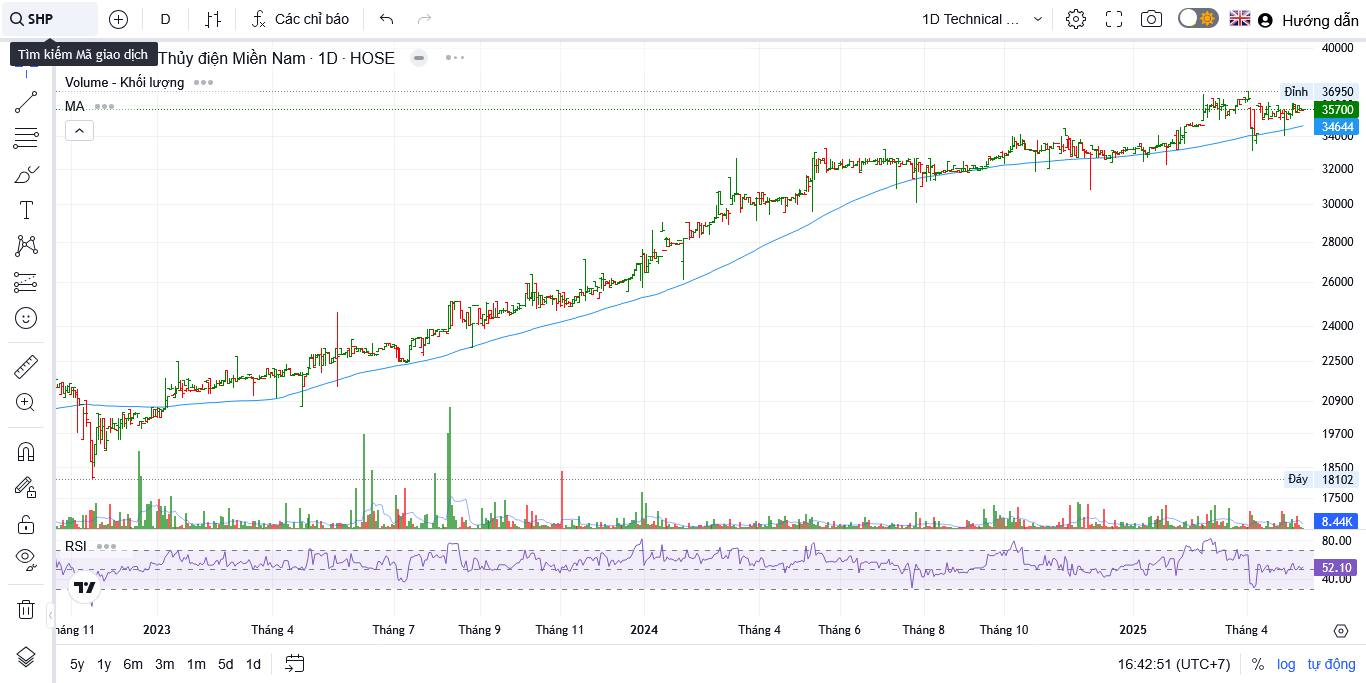 SHP D Các chỉ báo 1D Technical ... Hướng dẫn
Tìm kiếm Mã giao dịch
Thủy điện Miền Nam · 1D · HOSE
Volume - Khối lượng
MA
40000
Đỉnh 36950
35700
34644
34000
32000
30000
28000
26000
24000
22500
20900
19700
18500
Đáy 18102
17500
8.44K
RSI
80.00
52.10
40.00
háng 11 2023 Tháng 4 Tháng 7 Tháng 9 Tháng 11 2024 Tháng 4 Tháng 6 Tháng 8 Tháng 10 2025 Tháng 4
5y 1y 6m 3m 1m 5d 1d 16:42:51 (UTC+7) % log tự động